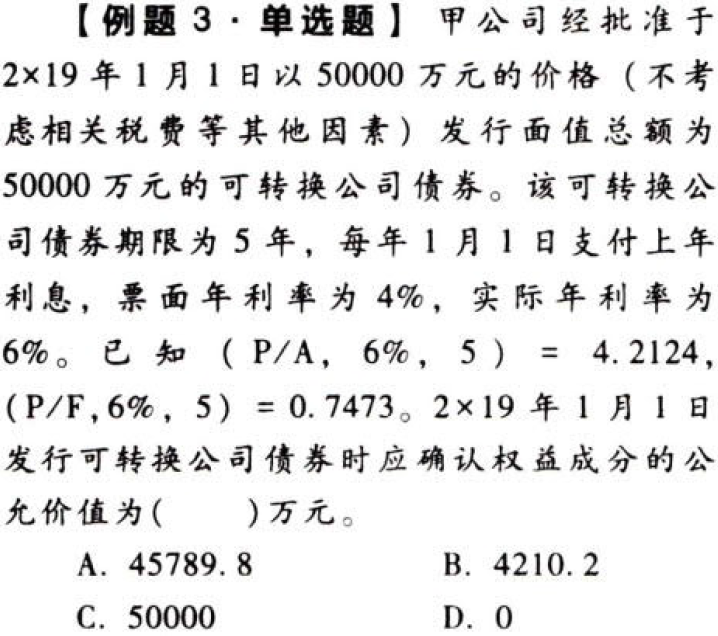 【例题 3·单选题】 甲公司经批准于
2×19 年 1 月 1 日以 50000 万元的价格（不考
虑相关税费等其他因素）发行面值总额为
50000 万元的可转换公司债券。该可转换公
司债券期限为 5 年，每年 1 月 1 日支付上年
利息，票面年利率为 4%，实际年利率为
6%。已知（P/A，6%，5）= 4.2124，
(P/F,6%，5) = 0.7473。2×19 年 1 月 1 日
发行可转换公司债券时应确认权益成分的公
允价值为(　　)万元。
A. 45789.8　　B. 4210.2
C. 50000　　D. 0